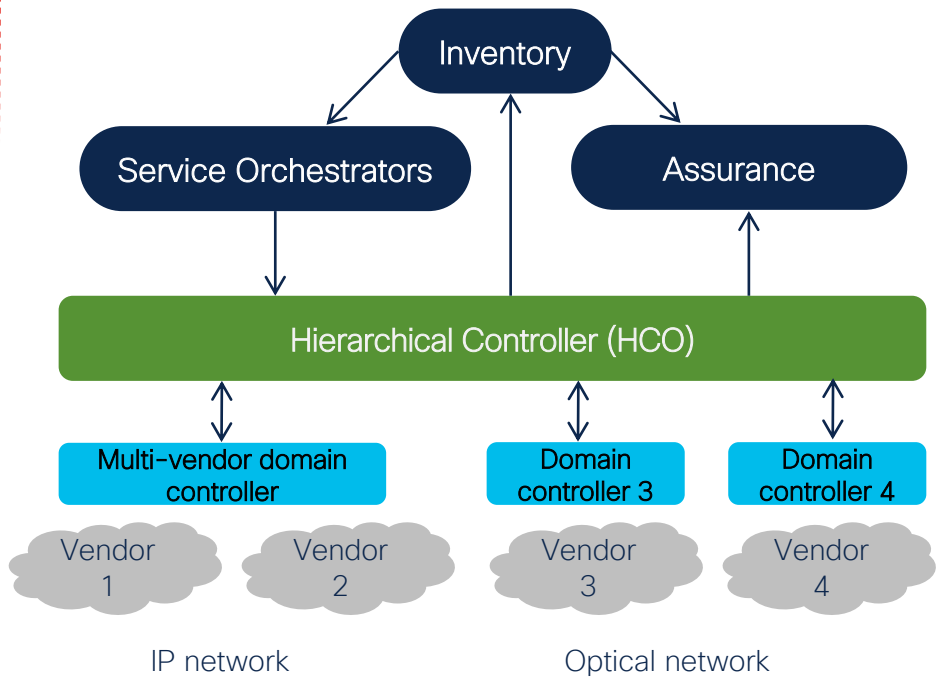 Inventory
Service Orchestrators
Assurance
Hierarchical Controller (HCO)
Multi-vendor domain
controller
Domain
controller 3
Domain
controller 4
Vendor
1
Vendor
2
Vendor
3
Vendor
4
IP network
Optical network